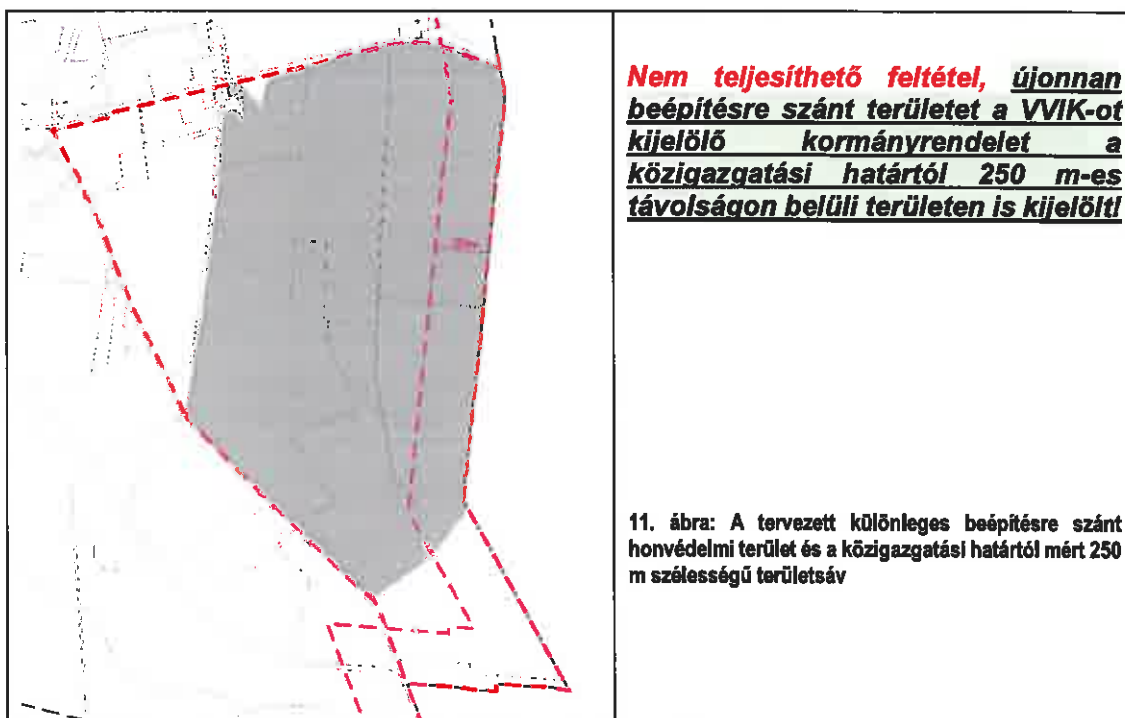 Nem teljesíthető feltétel, újonnan
beépítésre szánt területet a VVIK-ot
kijelölő kormányrendelet a
közigazgatási határtól 250 m-es
távolságon belüli területen is kijelölt!
11. ábra: A tervezett különleges beépítésre szánt
honvédelmi terület és a közigazgatási határtól mért 250
m szélességű területsáv